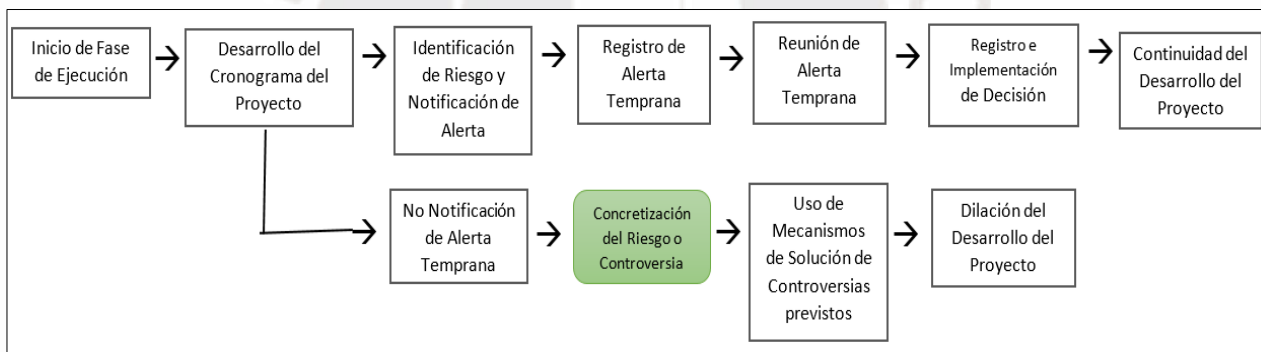 Inicio de Fase
de Ejecución
Desarrollo del
Cronograma del
Proyecto
Identificación
de Riesgo y
Notificación de
Alerta
Registro de
Alerta
Temprana
Reunión de
Alerta
Temprana
Registro e
Implementación
de Decisión
Continuidad del
Desarrollo del
Proyecto
No Notificación
de Alerta
Temprana
Concretización
del Riesgo o
Controversia
Uso de
Mecanismos
de Solución de
Controversias
previstos
Dilación del
Desarrollo del
Proyecto